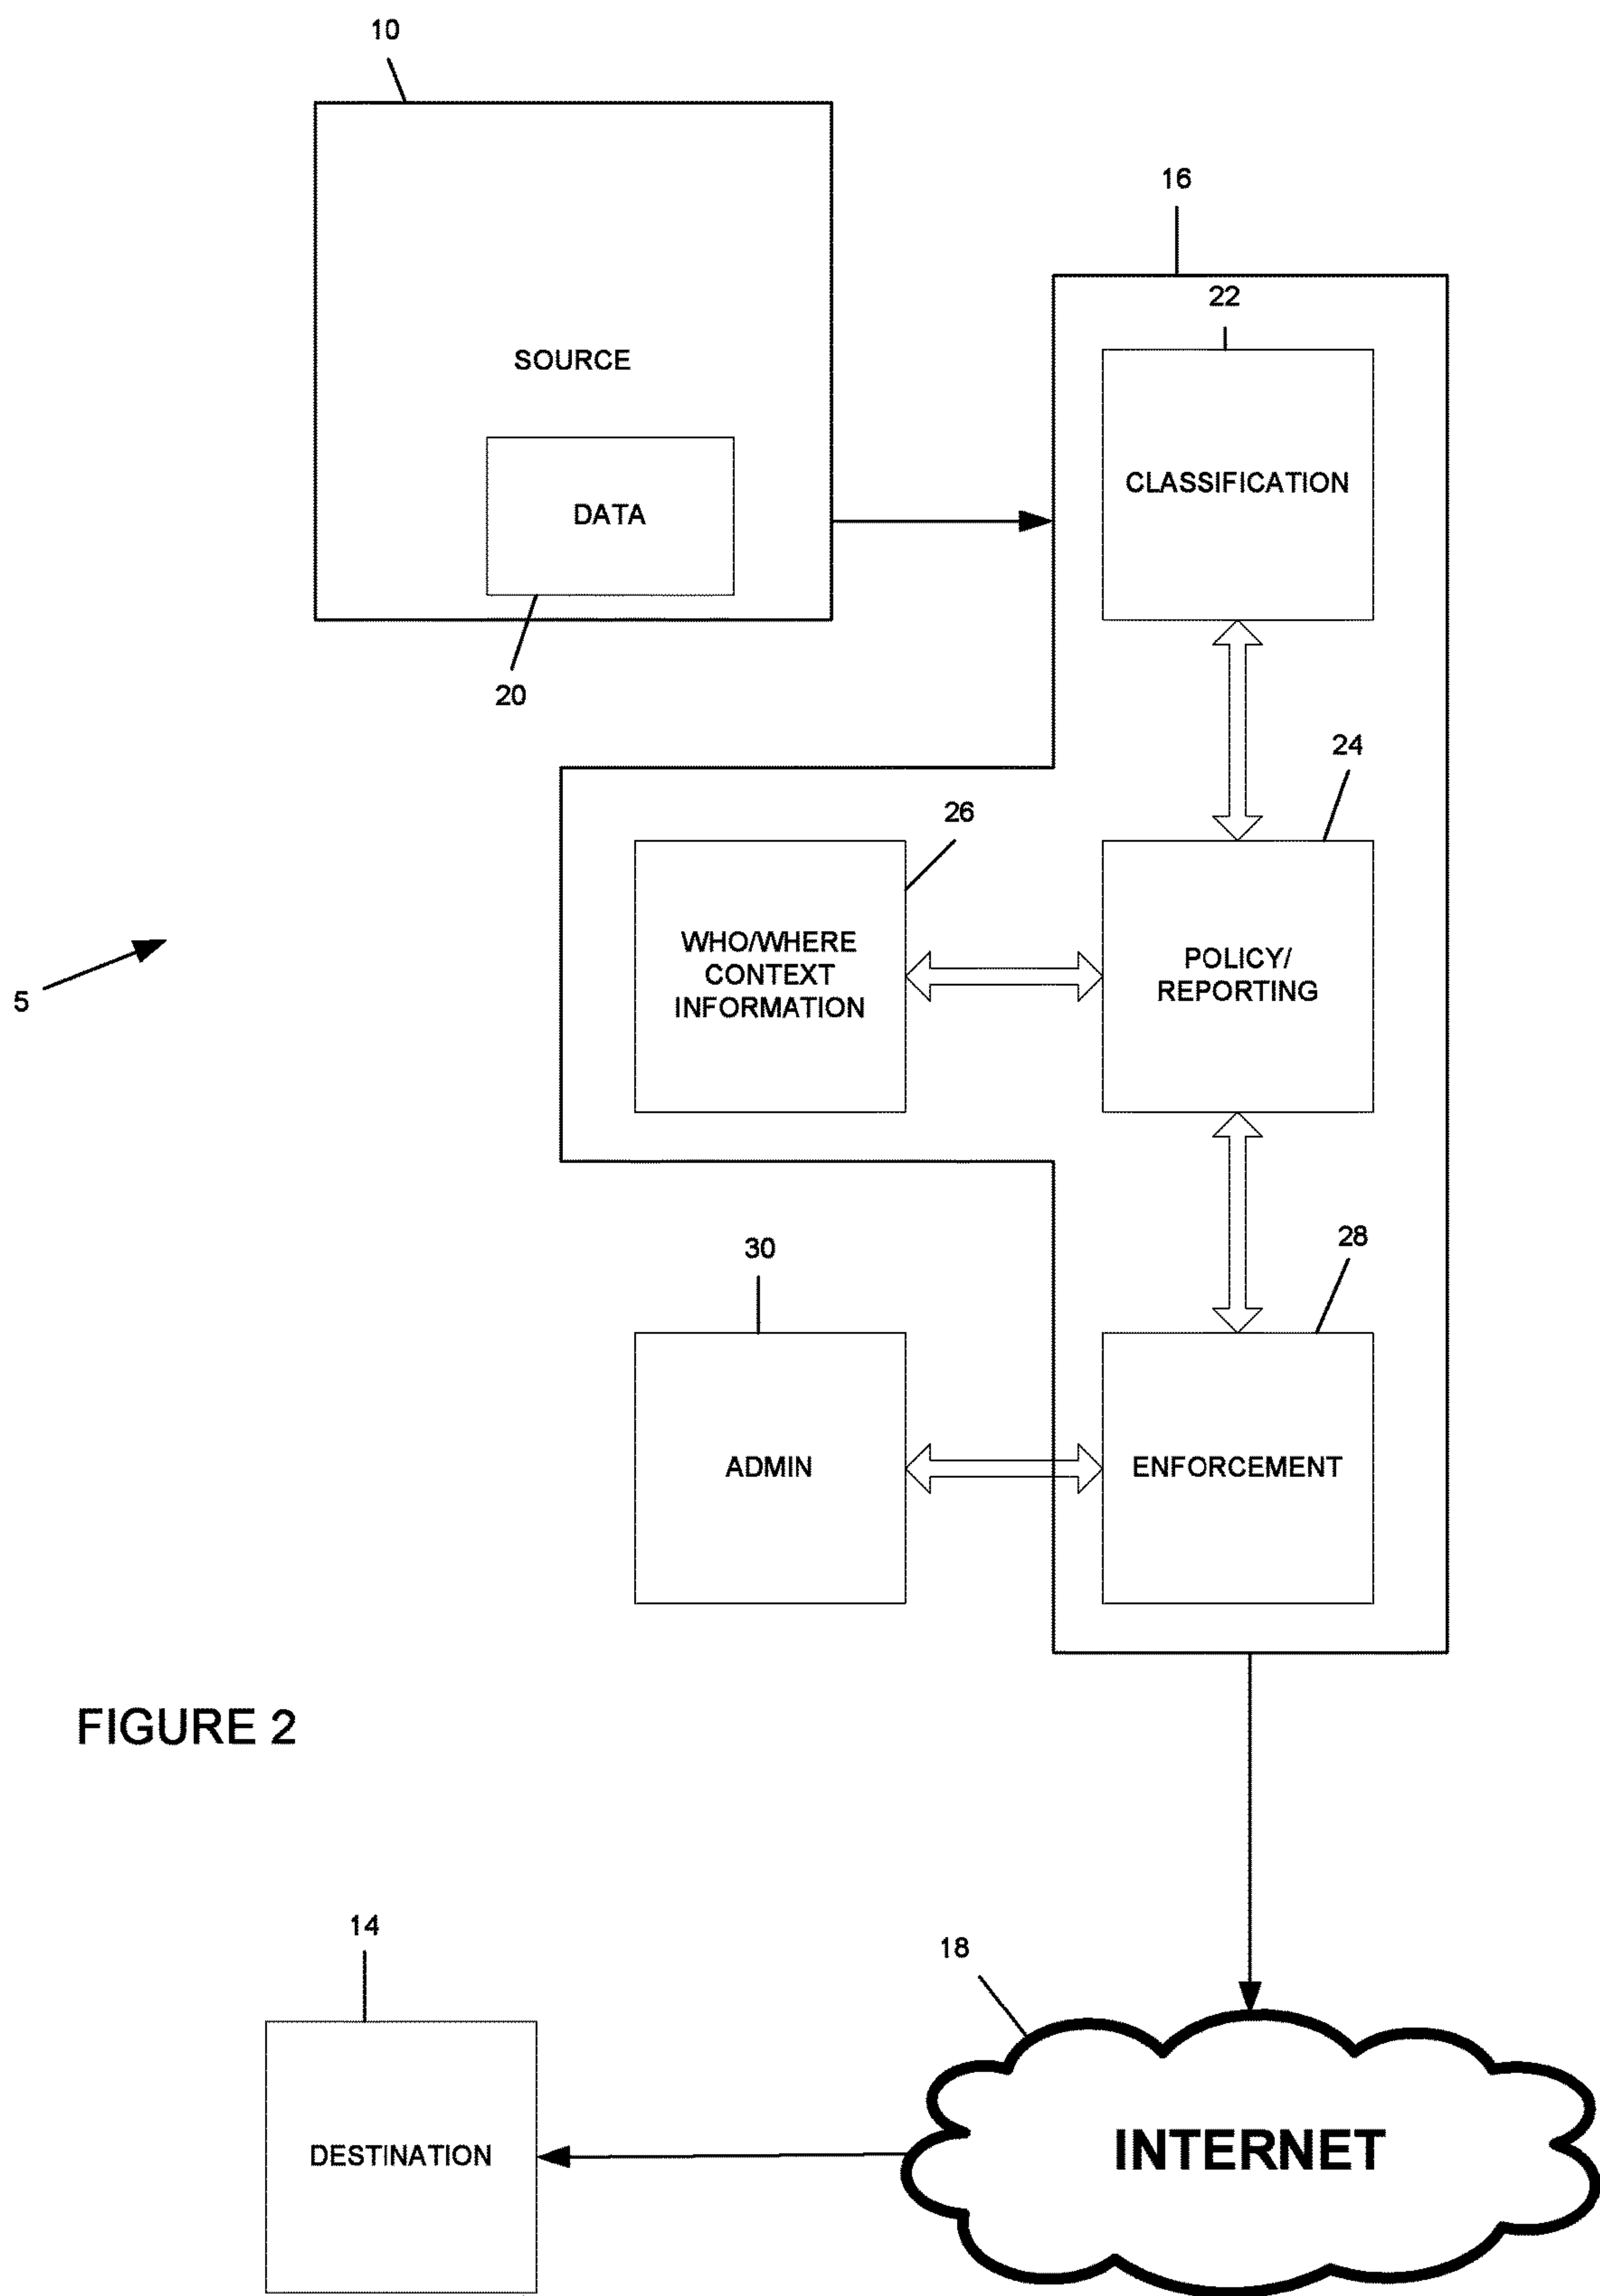 10
16
22
SOURCE
CLASSIFICATION
DATA
20
24
26
WHO/WHERE
CONTEXT
INFORMATION
POLICY/
REPORTING
5
30
28
ADMIN
ENFORCEMENT
FIGURE 2
14
18
DESTINATION
INTERNET